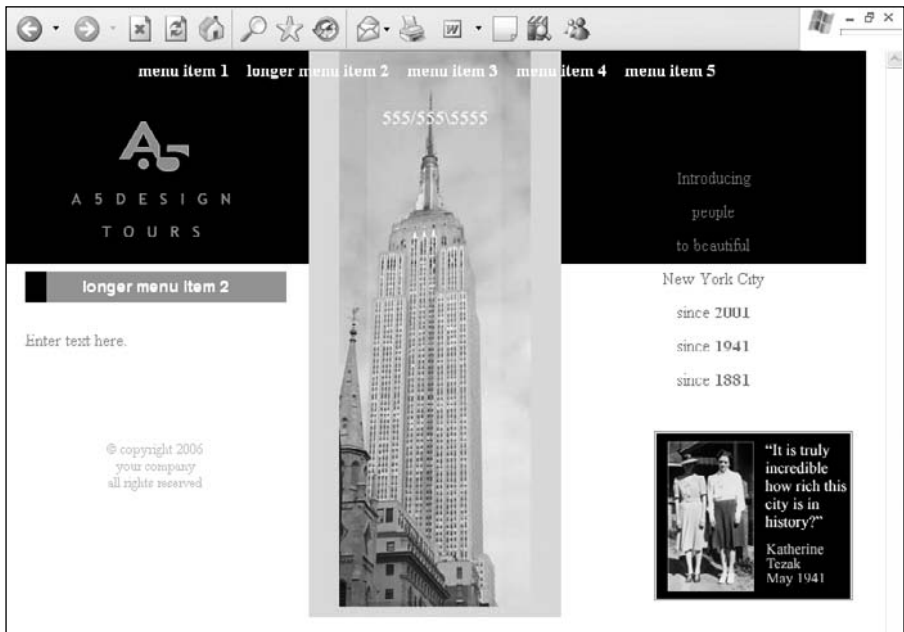 menu item 1 longer menu item 2 menu item 3 menu item 4 menu item 5
555/555\5555
A5
A5DESIGN
TOURS
Introducing
people
to beautiful
New York City
since 2001
since 1941
since 1881
longer menu item 2
Enter text here.
© copyright 2006
your company
all rights reserved
“It is truly
incredible
how rich this
city is in
history?”
Katherine
Tezak
May 1941
W